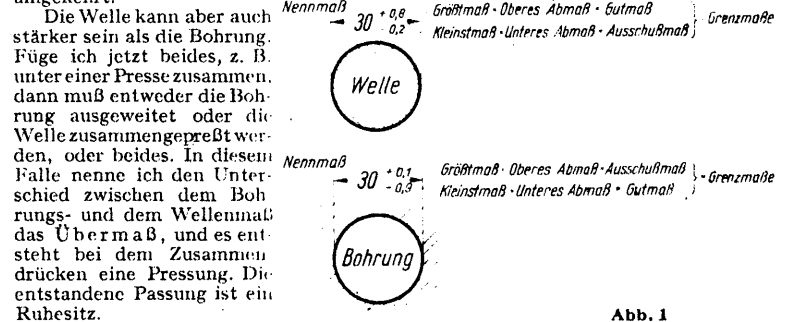 Die Welle kann aber auch
stärker sein als die Bohrung.
Füge ich jetzt beides, z. B.
unter einer Presse zusammen,
dann muß entweder die Boh-
rung ausgeweitet oder die
Welle zusammengepreßt wer-
den, oder beides. In diesem
Falle nenne ich den Unter-
schied zwischen dem Boh
rungs- und dem Wellenmaß
das Übermaß, und es ent-
steht bei dem Zusammen
drücken eine Pressung. Die
entstandene Passung ist ein
Ruhesitz.
Nennmaß
30 + 0,8 - 0,2
Größtmaß · Oberes Abmaß · Gutmaß
Kleinstmaß · Unteres Abmaß · Ausschußmaß
Grenzmaße
Welle
Nennmaß
30 + 0,1 - 0,3
Größtmaß · Oberes Abmaß · Ausschußmaß
Kleinstmaß · Unteres Abmaß · Gutmaß
Grenzmaße
Bohrung
Abb. 1